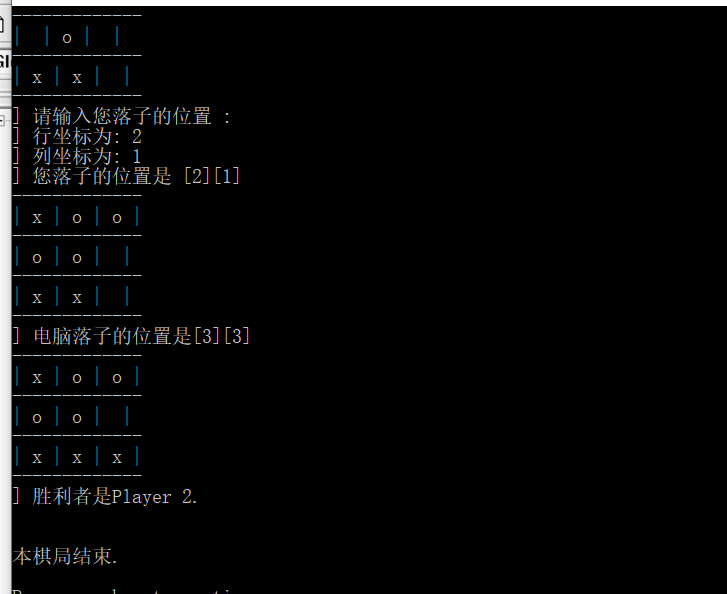 -------------
|  | o |  |
-------------
| x | x |  |
-------------
] 请输入您落子的位置 :
] 行坐标为: 2
] 列坐标为: 1
] 您落子的位置是 [2][1]
-------------
| x | o | o |
-------------
| o | o |  |
-------------
| x | x |  |
-------------
] 电脑落子的位置是[3][3]
-------------
| x | o | o |
-------------
| o | o |  |
-------------
| x | x | x |
-------------
] 胜利者是Player 2.
本棋局结束.